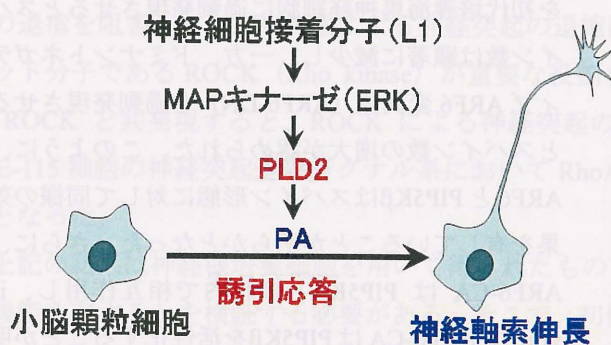 神経細胞接着分子(L1)
MAPキナーゼ(ERK)
PLD2
PA
誘引応答
小脳顆粒細胞
神経軸索伸長